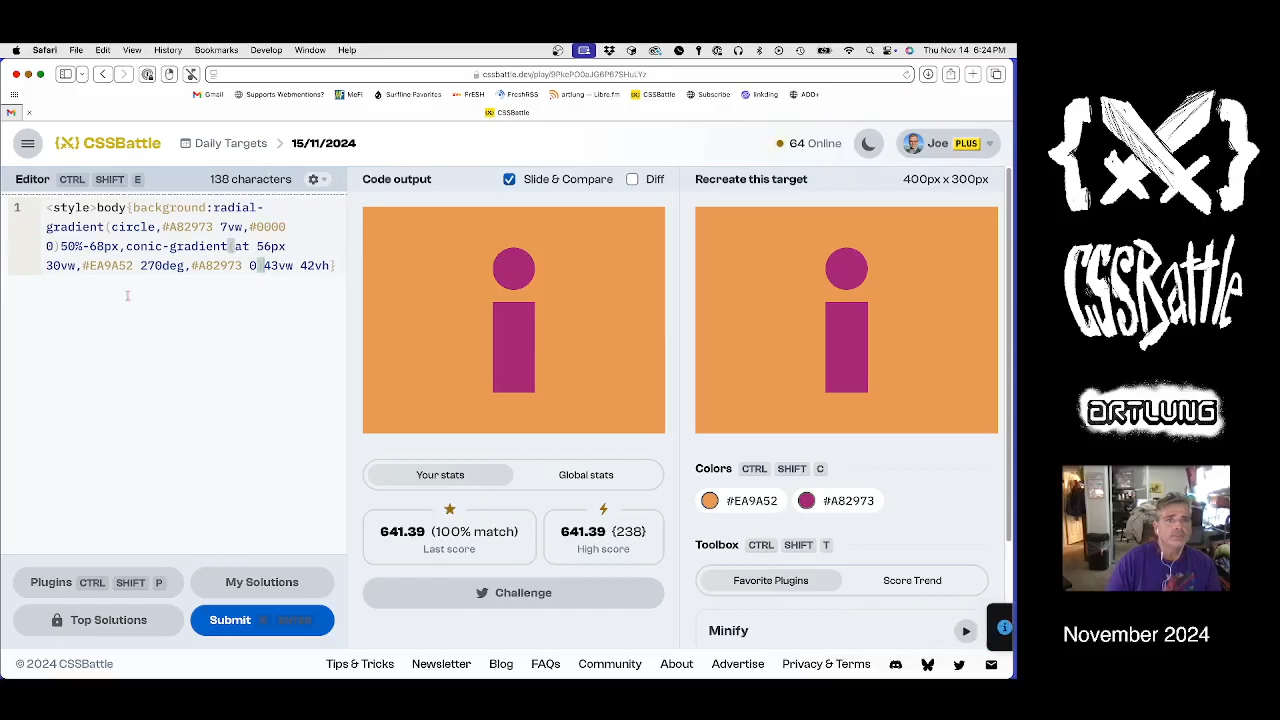 Safari File Edit View History Bookmarks Develop Window Help Thu Nov 14 6:24 PM
cssbattle.dev/play/9PkePO0aJG6P67SHuLYz
Gmail Supports Webmentions? MeFi Surfline Favorites FrESH FreshRSS artlung — Libre.fm CSSBattle Subscribe linkding ADD+
CSSBattle
CSSBattle Daily Targets 15/11/2024 64 Online Joe PLUS
Editor CTRL SHIFT E 138 characters
Code output Slide & Compare Diff
Recreate this target 400px x 300px
1 <style>body{background:radial-
gradient(circle,#A82973 7vw,#0000
0)50%-68px,conic-gradient(at 56px
30vw,#EA9A52 270deg,#A82973 0)43vw 42vh}
Your stats Global stats
641.39 (100% match)
Last score
641.39 {238}
High score
Challenge
Colors CTRL SHIFT C
#EA9A52 #A82973
Toolbox CTRL SHIFT T
Favorite Plugins Score Trend
Minify
Plugins CTRL SHIFT P My Solutions
Top Solutions Submit ENTER
© 2024 CSSBattle Tips & Tricks Newsletter Blog FAQs Community About Advertise Privacy & Terms
CSSBattle
ARTLUNG
November 2024